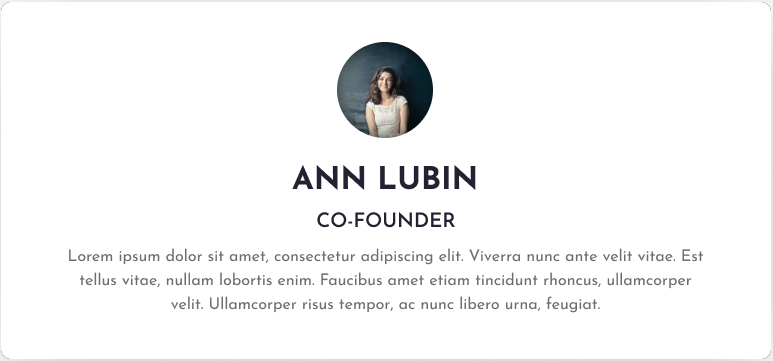 ANN LUBIN
CO-FOUNDER
Lorem ipsum dolor sit amet, consectetur adipiscing elit. Viverra nunc ante velit vitae. Est
tellus vitae, nullam lobortis enim. Faucibus amet etiam tincidunt rhoncus, ullamcorper
velit. Ullamcorper risus tempor, ac nunc libero urna, feugiat.